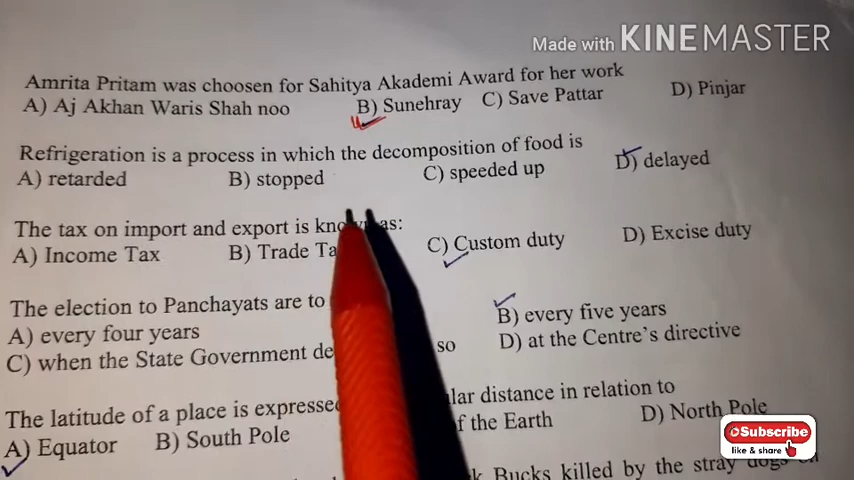 Made with KINEMASTER
Amrita Pritam was choosen for Sahitya Akademi Award for her work
A) Aj Akhan Waris Shah noo B) Sunehray C) Save Pattar D) Pinjar
Refrigeration is a process in which the decomposition of food is
A) retarded B) stopped C) speeded up D) delayed
The tax on import and export is as:
A) Income Tax B) Trade C) Custom duty D) Excise duty
The election to Panchayats are to
A) every four years B) every five years
C) when the State Government so D) at the Centre's directive
The latitude of a place is distance in relation to
A) Equator B) South Pole the Earth D) North Pole
Subscribe
like & share
Bucks killed by the stray dogs